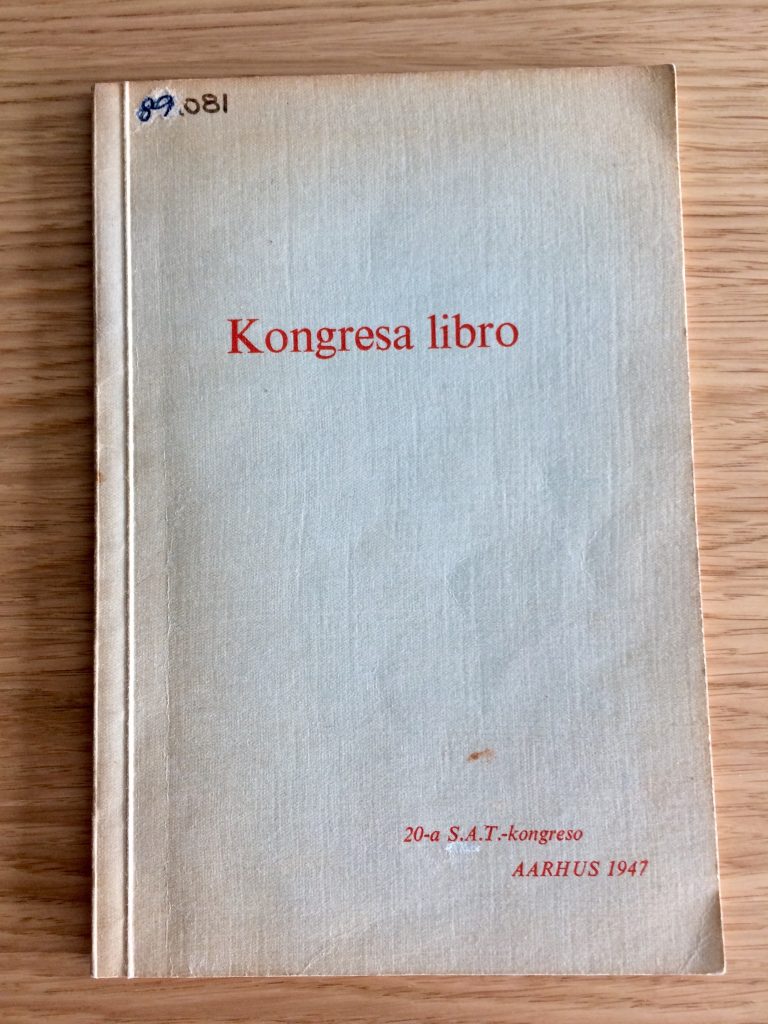 89.081
Kongresa libro
20-a S.A.T.-kongreso
AARHUS 1947